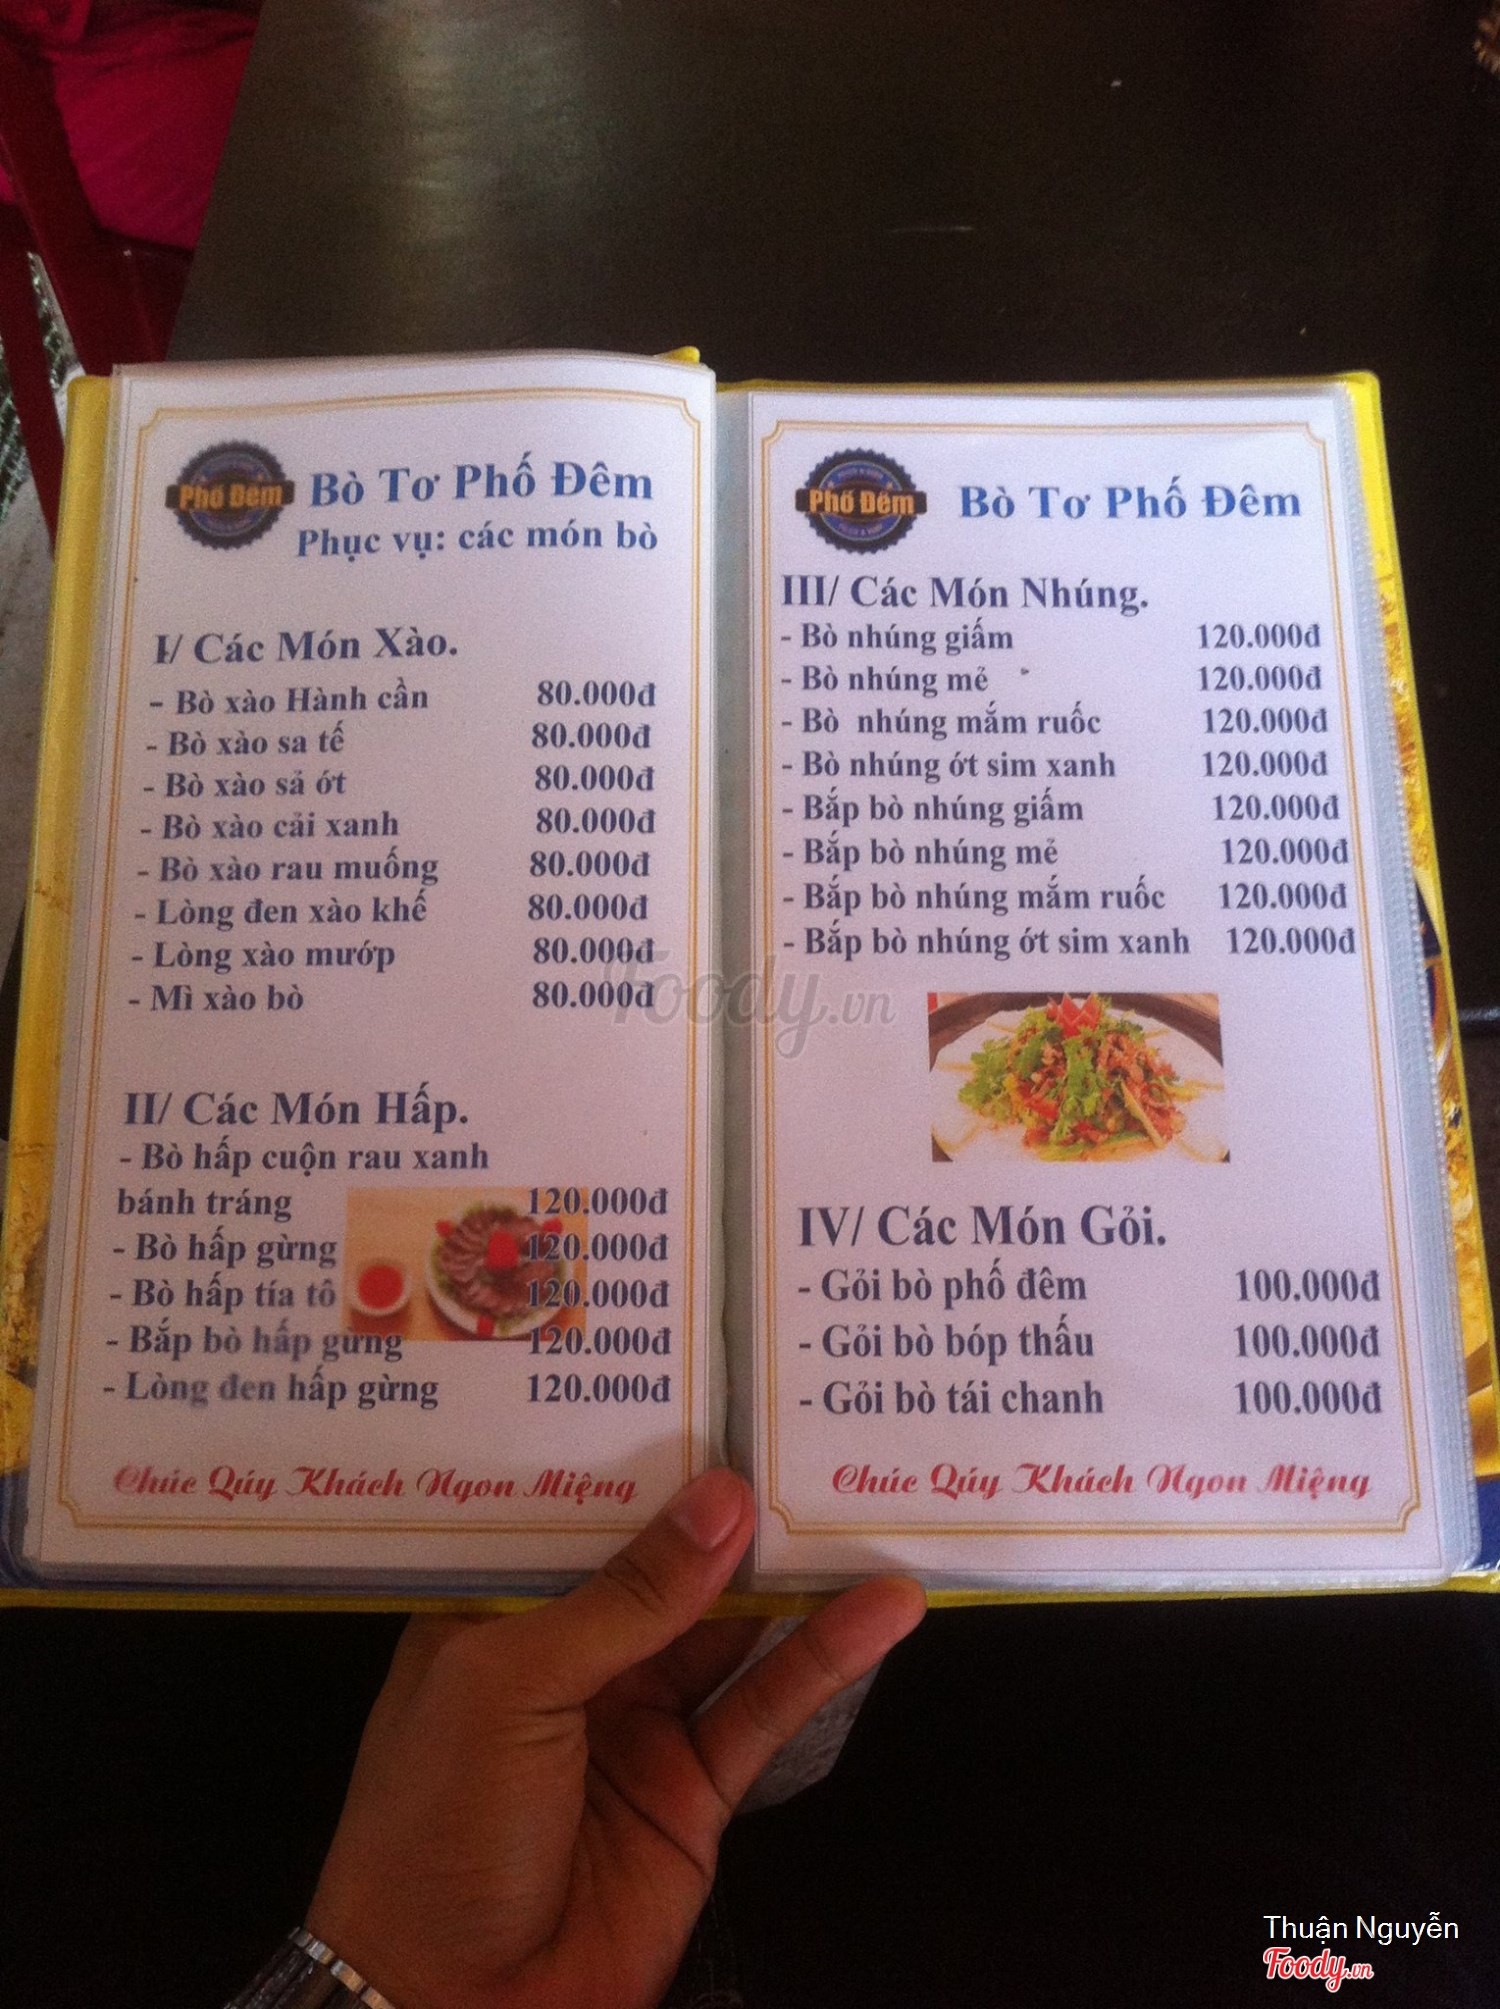 Phố Đêm
Bò Tơ Phố Đêm
Phục vụ: các món bò
I/ Các Món Xào.
- Bò xào Hành cần 80.000đ
- Bò xào sa tế 80.000đ
- Bò xào sả ớt 80.000đ
- Bò xào cải xanh 80.000đ
- Bò xào rau muống 80.000đ
- Lòng đen xào khế 80.000đ
- Lòng xào mướp 80.000đ
- Mì xào bò 80.000đ
II/ Các Món Hấp.
- Bò hấp cuộn rau xanh
bánh tráng 120.000đ
- Bò hấp gừng 120.000đ
- Bò hấp tía tô 120.000đ
- Bắp bò hấp gừng 120.000đ
- Lòng đen hấp gừng 120.000đ
Chúc Qúy Khách Ngon Miệng
Phố Đêm
Bò Tơ Phố Đêm
III/ Các Món Nhúng.
- Bò nhúng giấm 120.000đ
- Bò nhúng mẻ 120.000đ
- Bò nhúng mắm ruốc 120.000đ
- Bò nhúng ớt sim xanh 120.000đ
- Bắp bò nhúng giấm 120.000đ
- Bắp bò nhúng mẻ 120.000đ
- Bắp bò nhúng mắm ruốc 120.000đ
- Bắp bò nhúng ớt sim xanh 120.000đ
IV/ Các Món Gỏi.
- Gỏi bò phố đêm 100.000đ
- Gỏi bò bóp thấu 100.000đ
- Gỏi bò tái chanh 100.000đ
Chúc Qúy Khách Ngon Miệng
Foody.vn
Thuận Nguyễn
Foody.vn